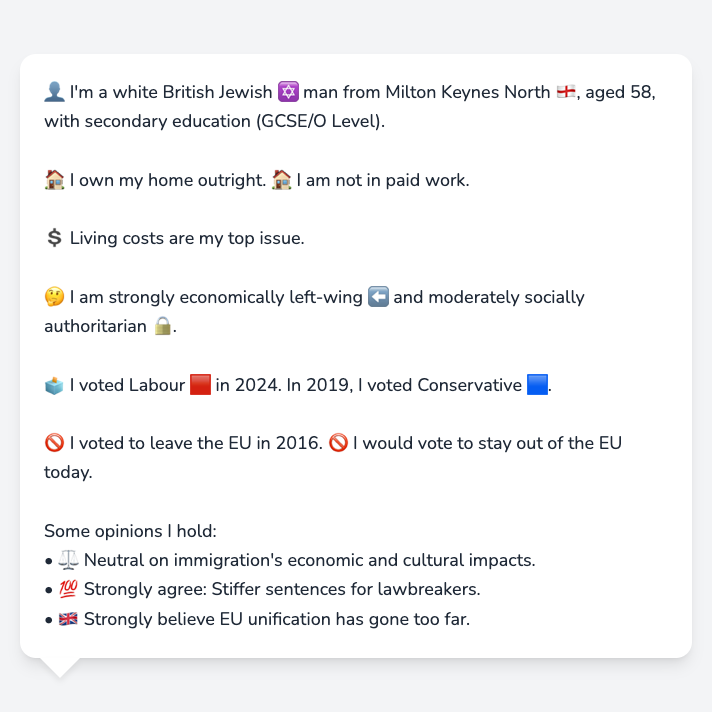 👤 I'm a white British Jewish ✡️ man from Milton Keynes North 🏴󠁧󠁢󠁥󠁮󠁧󠁿, aged 58,
with secondary education (GCSE/O Level).
🏠 I own my home outright. 🏠 I am not in paid work.
💲 Living costs are my top issue.
🤔 I am strongly economically left-wing ⬅️ and moderately socially
authoritarian 🔒.
🗳️ I voted Labour 🟥 in 2024. In 2019, I voted Conservative 🟦.
🚫 I voted to leave the EU in 2016. 🚫 I would vote to stay out of the EU
today.
Some opinions I hold:
• ⚖️ Neutral on immigration's economic and cultural impacts.
• 💯 Strongly agree: Stiffer sentences for lawbreakers.
• 🇬🇧 Strongly believe EU unification has gone too far.